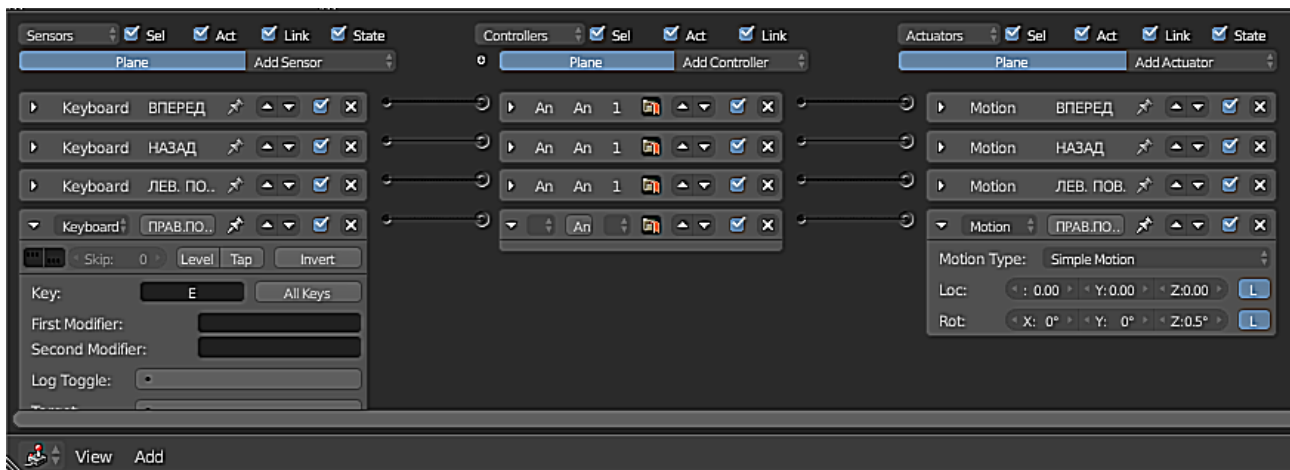 Sensors Sel Act Link State Controllers Sel Act Link Actuators Sel Act Link State
Plane Add Sensor Plane Add Controller Plane Add Actuator
Keyboard ВПЕРЕД An An 1 Motion ВПЕРЕД
Keyboard НАЗАД An An 1 Motion НАЗАД
Keyboard ЛЕВ. ПО.. An An 1 Motion ЛЕВ. ПОВ.
Keyboard ПРАВ.ПО.. An Motion ПРАВ.ПО..
Skip: 0 Level Tap Invert Motion Type: Simple Motion
Key: E All Keys Loc: : 0.00 Y:0.00 Z:0.00 L
First Modifier: Rot: X: 0° Y: 0° Z:0.5° L
Second Modifier:
Log Toggle:
View Add